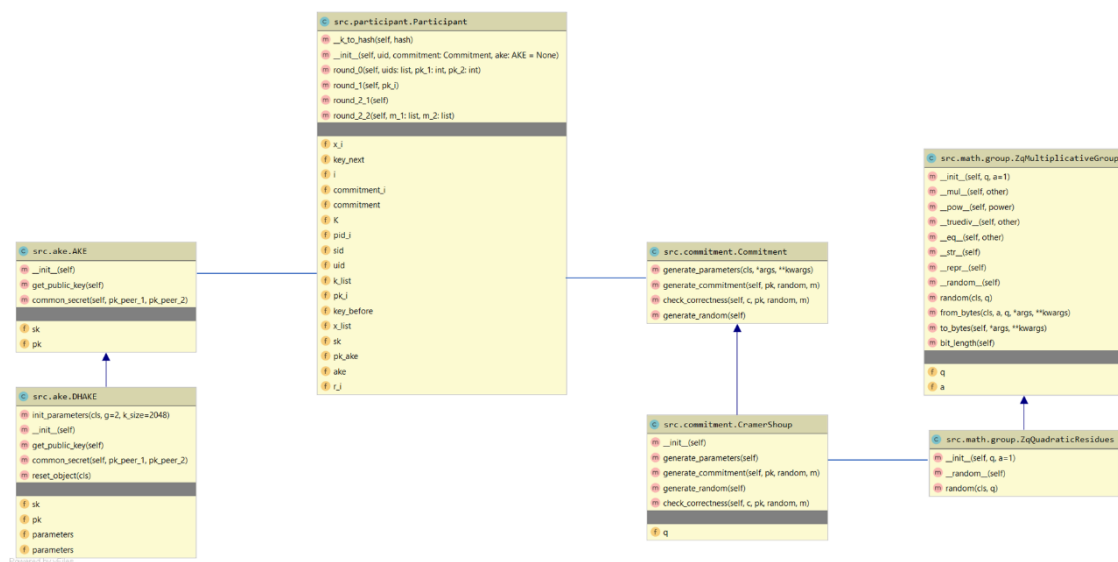 src.participant.Participant
__k_to_hash(self, hash)
__init__(self, uid, commitment: Commitment, ake: AKE = None)
round_0(self, uids: list, pk_1: int, pk_2: int)
round_1(self, pk_i)
round_2_1(self)
round_2_2(self, m_1: list, m_2: list)
x_i
key_next
i
commitment_i
commitment
K
pid_i
sid
uid
k_list
pk_i
key_before
x_list
sk
pk_ake
ake
r_i
src.ake.AKE
__init__(self)
get_public_key(self)
common_secret(self, pk_peer_1, pk_peer_2)
sk
pk
src.ake.DHAKE
init_parameters(cls, g=2, k_size=2048)
__init__(self)
get_public_key(self)
common_secret(self, pk_peer_1, pk_peer_2)
reset_object(cls)
sk
pk
parameters
parameters
src.commitment.Commitment
generate_parameters(cls, *args, **kwargs)
generate_commitment(self, pk, random, m)
check_correctness(self, c, pk, random, m)
generate_random(self)
src.commitment.CramerShoup
__init__(self)
generate_parameters(self)
generate_commitment(self, pk, random, m)
generate_random(self)
check_correctness(self, c, pk, random, m)
q
src.math.group.ZqMultiplicativeGroup
__init__(self, q, a=1)
__mul__(self, other)
__pow__(self, power)
__truediv__(self, other)
__eq__(self, other)
__str__(self)
__repr__(self)
__random__(self)
random(cls, q)
from_bytes(cls, a, q, *args, **kwargs)
to_bytes(self, *args, **kwargs)
bit_length(self)
q
a
src.math.group.ZqQuadraticResidues
__init__(self, q, a=1)
__random__(self)
random(cls, q)